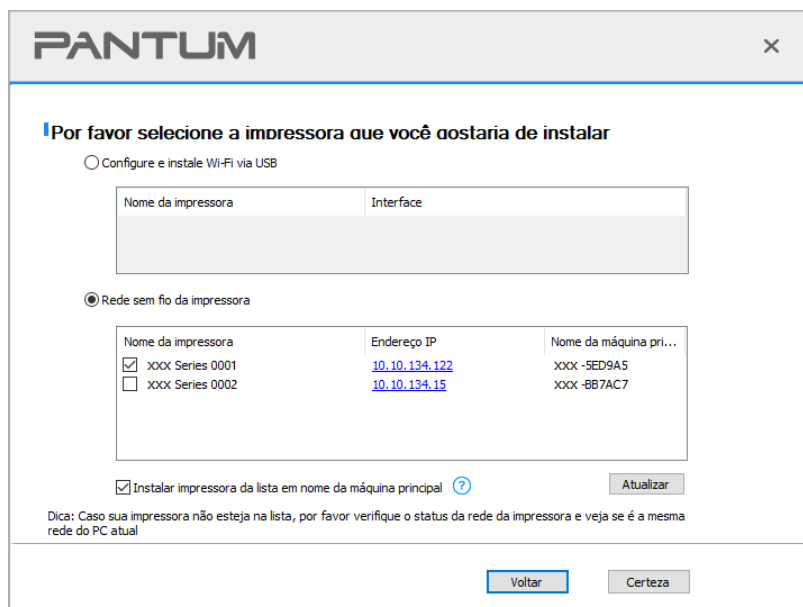 PANTUM
Por favor selecione a impressora que você gostaria de instalar
Configure e instale Wi-Fi via USB
Nome da impressora Interface
Rede sem fio da impressora
Nome da impressora Endereço IP Nome da máquina pri...
XXX Series 0001 10.10.134.122 XXX -5ED9A5
XXX Series 0002 10.10.134.15 XXX -BB7AC7
Instalar impressora da lista em nome da máquina principal ? Atualizar
Dica: Caso sua impressora não esteja na lista, por favor verifique o status da rede da impressora e veja se é a mesma
rede do PC atual
Voltar Certeza